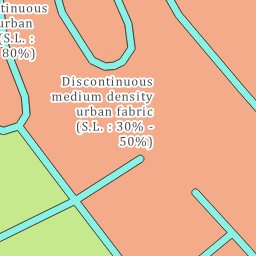 tinuous
urban
(S.L. :
80%)
Discontinuous
medium density
urban fabric
(S.L. : 30% -
50%)